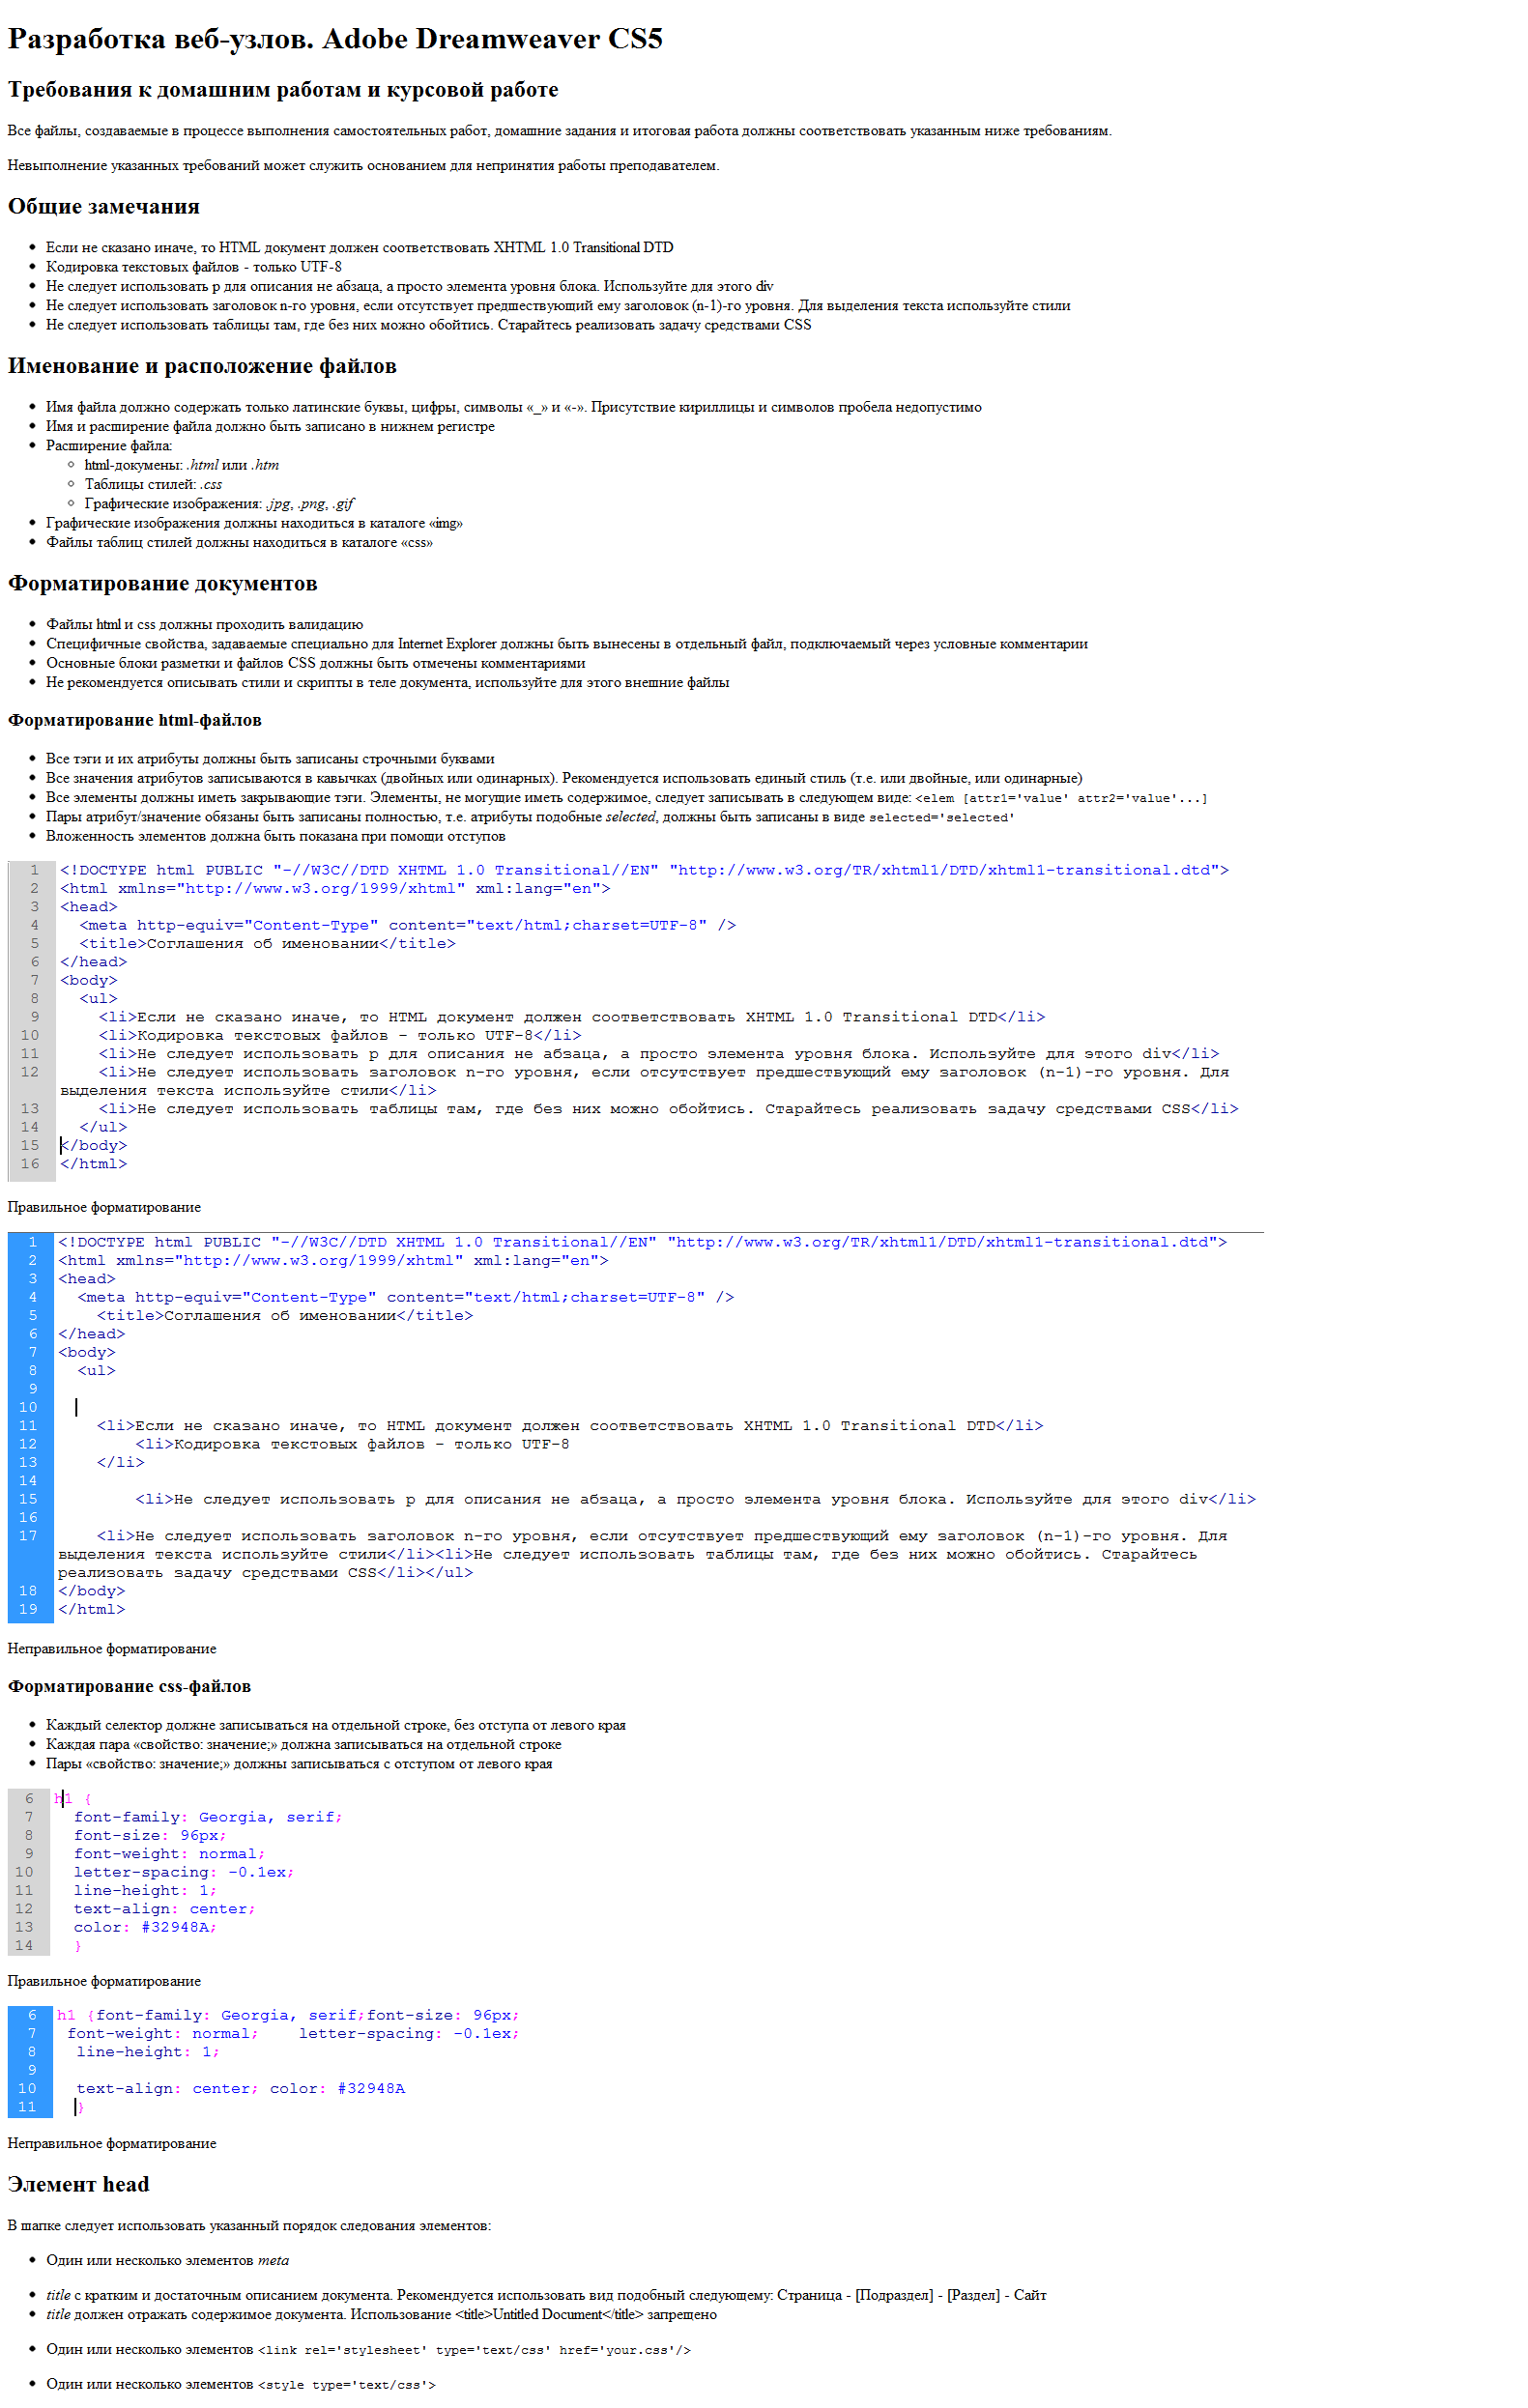 Разработка веб-узлов. Adobe Dreamweaver CS5
Требования к домашним работам и курсовой работе
Все файлы, создаваемые в процессе выполнения самостоятельных работ, домашние задания и итоговая работа должны соответствовать указанным ниже требованиям.
Невыполнение указанных требований может служить основанием для непринятия работы преподавателем.
Общие замечания
• Если не сказано иначе, то HTML документ должен соответствовать XHTML 1.0 Transitional DTD
• Кодировка текстовых файлов - только UTF-8
• Не следует использовать p для описания не абзаца, а просто элемента уровня блока. Используйте для этого div
• Не следует использовать заголовок n-го уровня, если отсутствует предшествующий ему заголовок (n-1)-го уровня. Для выделения текста используйте стили
• Не следует использовать таблицы там, где без них можно обойтись. Старайтесь реализовать задачу средствами CSS
Именование и расположение файлов
• Имя файла должно содержать только латинские буквы, цифры, символы «_» и «-». Присутствие кириллицы и символов пробела недопустимо
• Имя и расширение файла должно быть записано в нижнем регистре
• Расширение файла:
◦ html-докумены: .html или .htm
◦ Таблицы стилей: .css
◦ Графические изображения: .jpg, .png, .gif
• Графические изображения должны находиться в каталоге «img»
• Файлы таблиц стилей должны находиться в каталоге «css»
Форматирование документов
• Файлы html и css должны проходить валидацию
• Специфичные свойства, задаваемые специально для Internet Explorer должны быть вынесены в отдельный файл, подключаемый через условные комментарии
• Основные блоки разметки и файлов CSS должны быть отмечены комментариями
• Не рекомендуется описывать стили и скрипты в теле документа, используйте для этого внешние файлы
Форматирование html-файлов
• Все тэги и их атрибуты должны быть записаны строчными буквами
• Все значения атрибутов записываются в кавычках (двойных или одинарных). Рекомендуется использовать единый стиль (т.е. или двойные, или одинарные)
• Все элементы должны иметь закрывающие тэги. Элементы, не могущие иметь содержимое, следует записывать в следующем виде: <elem [attr1='value' attr2='value'...]
• Пары атрибут/значение обязаны быть записаны полностью, т.е. атрибуты подобные selected, должны быть записаны в виде selected='selected'
• Вложенность элементов должна быть показана при помощи отступов
1 <!DOCTYPE html PUBLIC "-//W3C//DTD XHTML 1.0 Transitional//EN" "http://www.w3.org/TR/xhtml1/DTD/xhtml1-transitional.dtd">
2 <html xmlns="http://www.w3.org/1999/xhtml" xml:lang="en">
3 <head>
4 <meta http-equiv="Content-Type" content="text/html;charset=UTF-8" />
5 <title>Соглашения об именовании</title>
6 </head>
7 <body>
8 <ul>
9 <li>Если не сказано иначе, то HTML документ должен соответствовать XHTML 1.0 Transitional DTD</li>
10 <li>Кодировка текстовых файлов - только UTF-8</li>
11 <li>Не следует использовать p для описания не абзаца, а просто элемента уровня блока. Используйте для этого div</li>
12 <li>Не следует использовать заголовок n-го уровня, если отсутствует предшествующий ему заголовок (n-1)-го уровня. Для
выделения текста используйте стили</li>
13 <li>Не следует использовать таблицы там, где без них можно обойтись. Старайтесь реализовать задачу средствами CSS</li>
14 </ul>
15 </body>
16 </html>
Правильное форматирование
1 <!DOCTYPE html PUBLIC "-//W3C//DTD XHTML 1.0 Transitional//EN" "http://www.w3.org/TR/xhtml1/DTD/xhtml1-transitional.dtd">
2 <html xmlns="http://www.w3.org/1999/xhtml" xml:lang="en">
3 <head>
4 <meta http-equiv="Content-Type" content="text/html;charset=UTF-8" />
5 <title>Соглашения об именовании</title>
6 </head>
7 <body>
8 <ul>
9
10
11 <li>Если не сказано иначе, то HTML документ должен соответствовать XHTML 1.0 Transitional DTD</li>
12 <li>Кодировка текстовых файлов - только UTF-8
13 </li>
14
15 <li>Не следует использовать p для описания не абзаца, а просто элемента уровня блока. Используйте для этого div</li>
16
17 <li>Не следует использовать заголовок n-го уровня, если отсутствует предшествующий ему заголовок (n-1)-го уровня. Для
выделения текста используйте стили</li><li>Не следует использовать таблицы там, где без них можно обойтись. Старайтесь
реализовать задачу средствами CSS</li></ul>
18 </body>
19 </html>
Неправильное форматирование
Форматирование css-файлов
• Каждый селектор должне записываться на отдельной строке, без отступа от левого края
• Каждая пара «свойство: значение;» должна записываться на отдельной строке
• Пары «свойство: значение;» должны записываться с отступом от левого края
6 h1 {
7 font-family: Georgia, serif;
8 font-size: 96px;
9 font-weight: normal;
10 letter-spacing: -0.1ex;
11 line-height: 1;
12 text-align: center;
13 color: #32948A;
14 }
Правильное форматирование
6 h1 {font-family: Georgia, serif;font-size: 96px;
7 font-weight: normal; letter-spacing: -0.1ex;
8 line-height: 1;
9
10 text-align: center; color: #32948A
11 }
Неправильное форматирование
Элемент head
В шапке следует использовать указанный порядок следования элементов:
• Один или несколько элементов meta
• title с кратким и достаточным описанием документа. Рекомендуется использовать вид подобный следующему: Страница - [Подраздел] - [Раздел] - Сайт
• title должен отражать содержимое документа. Использование <title>Untitled Document</title> запрещено
• Один или несколько элементов <link rel='stylesheet' type='text/css' href='your.css'/>
• Один или несколько элементов <style type='text/css'>